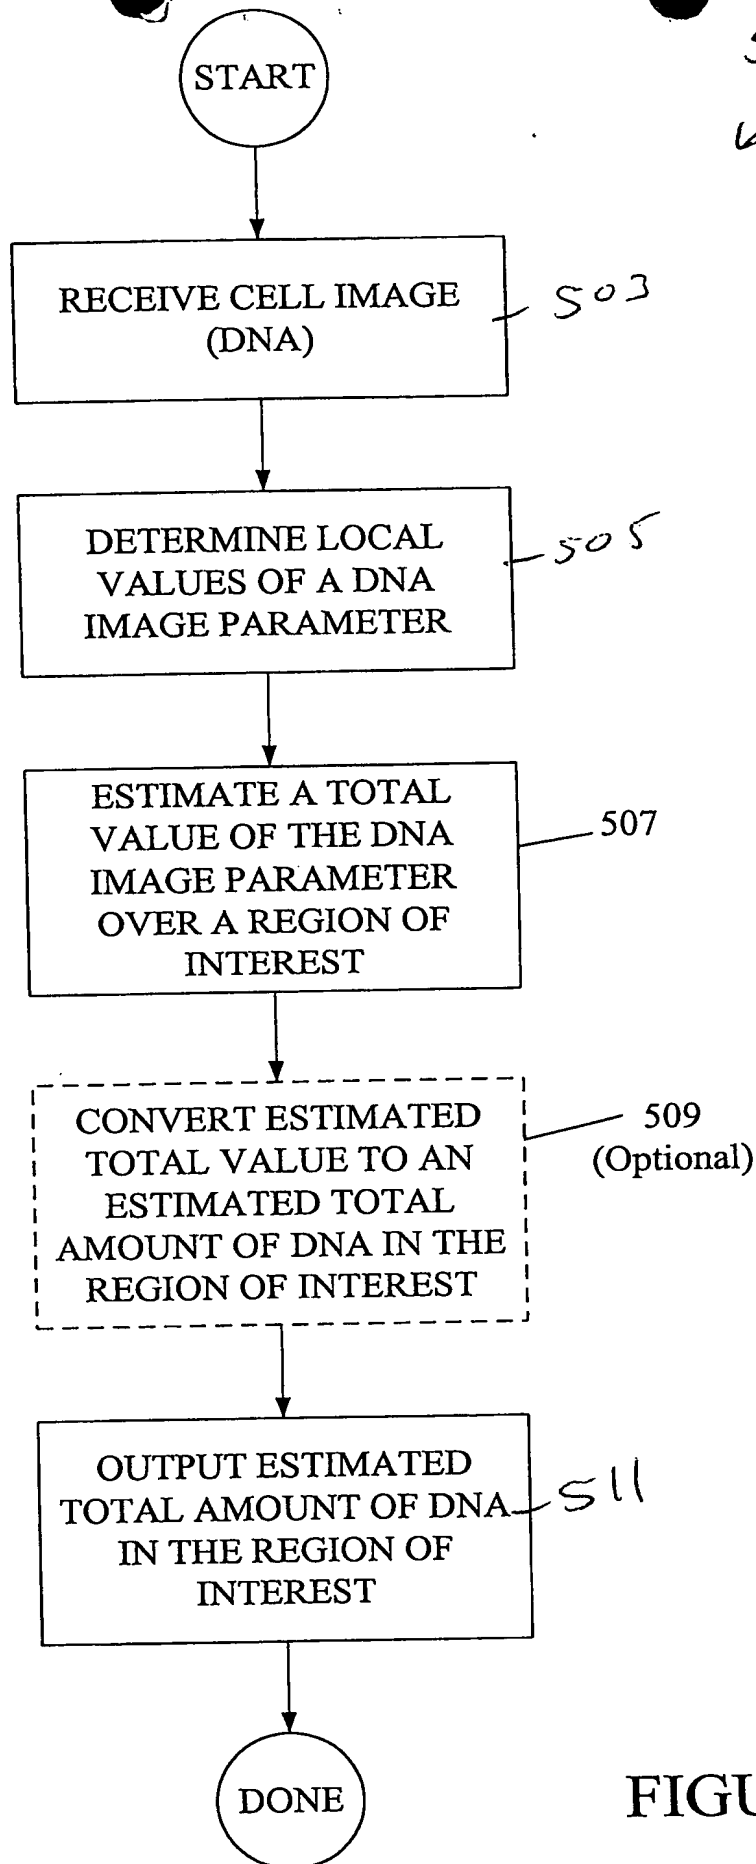 START
RECEIVE CELL IMAGE
(DNA)
503
DETERMINE LOCAL
VALUES OF A DNA
IMAGE PARAMETER
505
ESTIMATE A TOTAL
VALUE OF THE DNA
IMAGE PARAMETER
OVER A REGION OF
INTEREST
507
CONVERT ESTIMATED
TOTAL VALUE TO AN
ESTIMATED TOTAL
AMOUNT OF DNA IN THE
REGION OF INTEREST
509
(Optional)
OUTPUT ESTIMATED
TOTAL AMOUNT OF DNA
IN THE REGION OF
INTEREST
511
DONE
FIGU